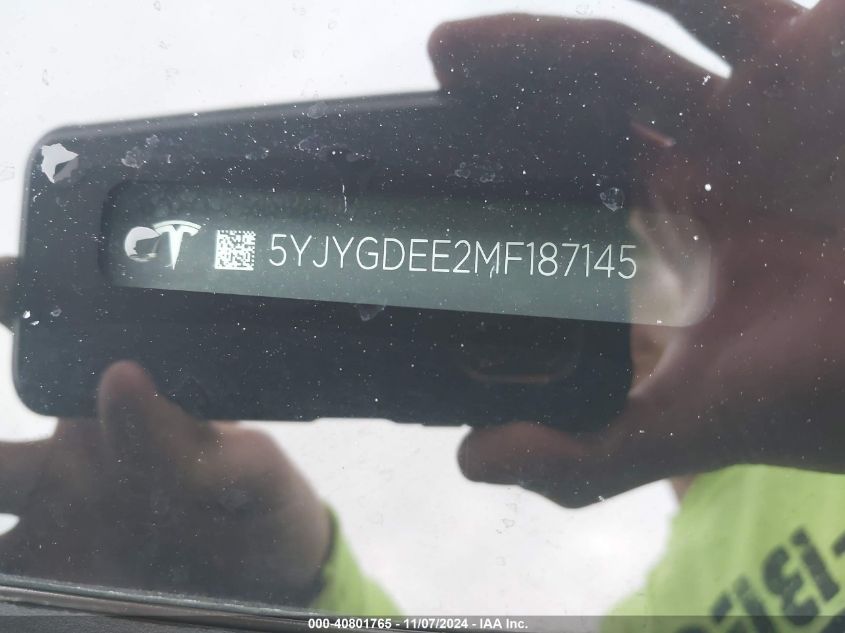 5YJYGDEE2MF187145
000-40801765 - 11/07/2024 - IAA Inc.